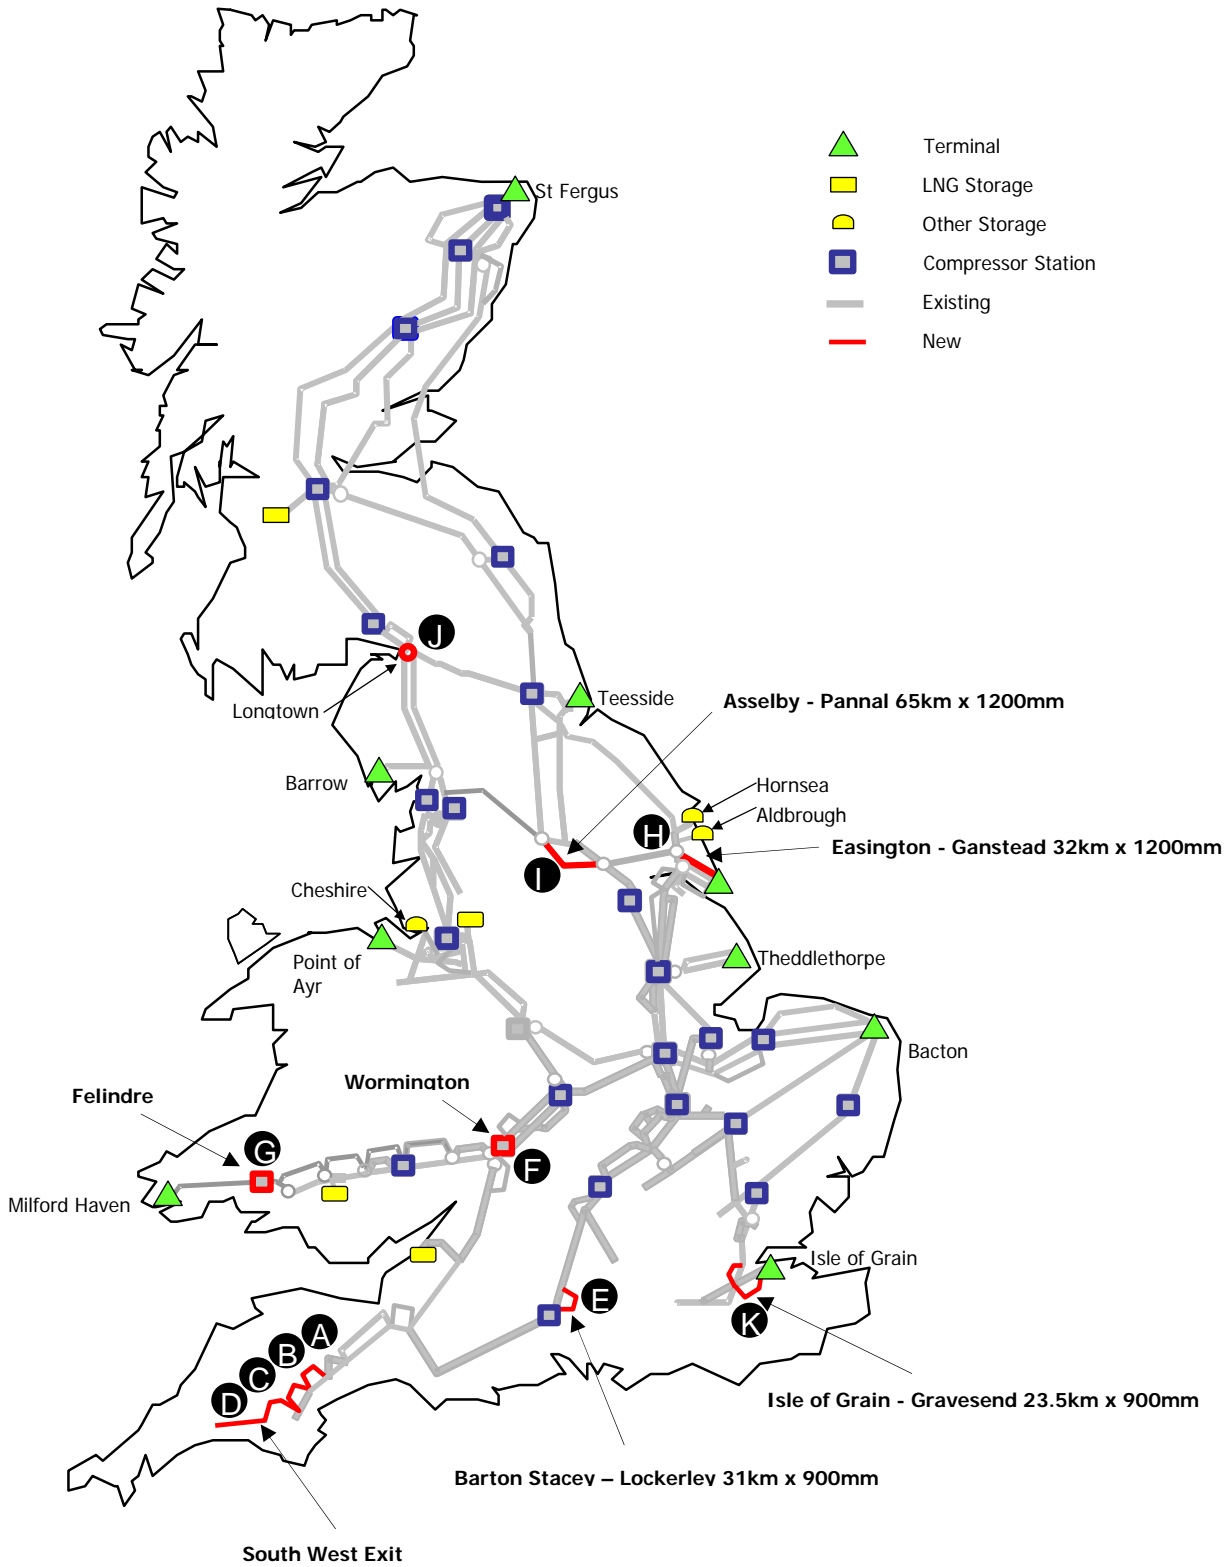 Terminal
St Fergus
LNG Storage
Other Storage
Compressor Station
Existing
New
J
Longtown
Teesside
Asselby - Pannal 65km x 1200mm
Barrow
Hornsea
Aldbrough
H
Easington - Ganstead 32km x 1200mm
I
Cheshire
Point of
Ayr
Theddlethorpe
Bacton
Wormington
Felindre
G
F
Milford Haven
Isle of Grain
E
K
A
B
C
D
Isle of Grain - Gravesend 23.5km x 900mm
Barton Stacey – Lockerley 31km x 900mm
South West Exit